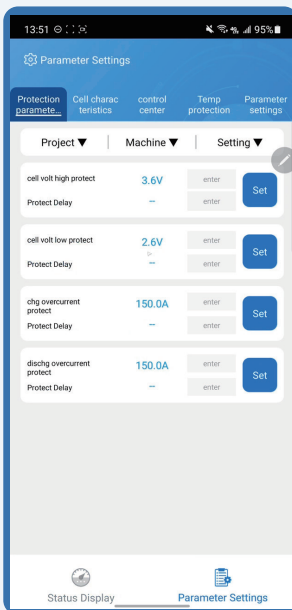 13:51
95%
Parameter Settings
Protection
paramete...
Cell charac
teristics
control
center
Temp
protection
Parameter
settings
Project ▼
Machine ▼
Setting ▼
cell volt high protect
3.6V
enter
Protect Delay
--
enter
Set
cell volt low protect
2.6V
enter
Protect Delay
--
enter
Set
chg overcurrent
protect
150.0A
enter
Protect Delay
--
enter
Set
dischg overcurrent
protect
150.0A
enter
Protect Delay
--
enter
Set
Status Display
Parameter Settings